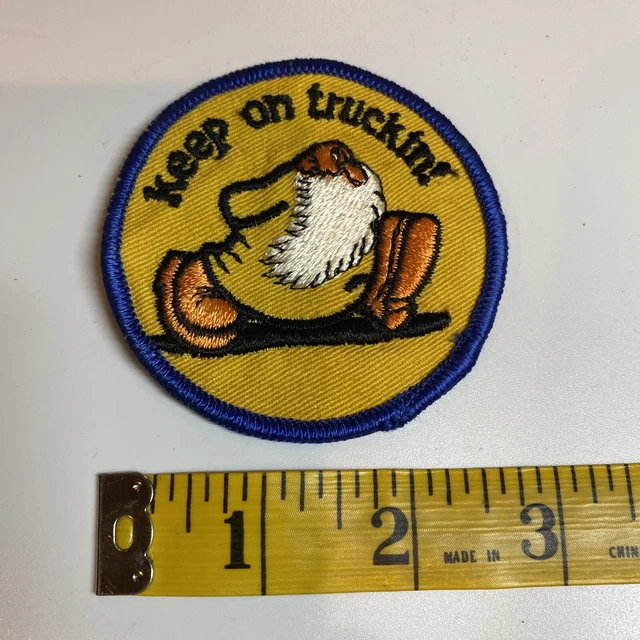 Keep on truckin!
1 2 MADE IN 3 CHIN